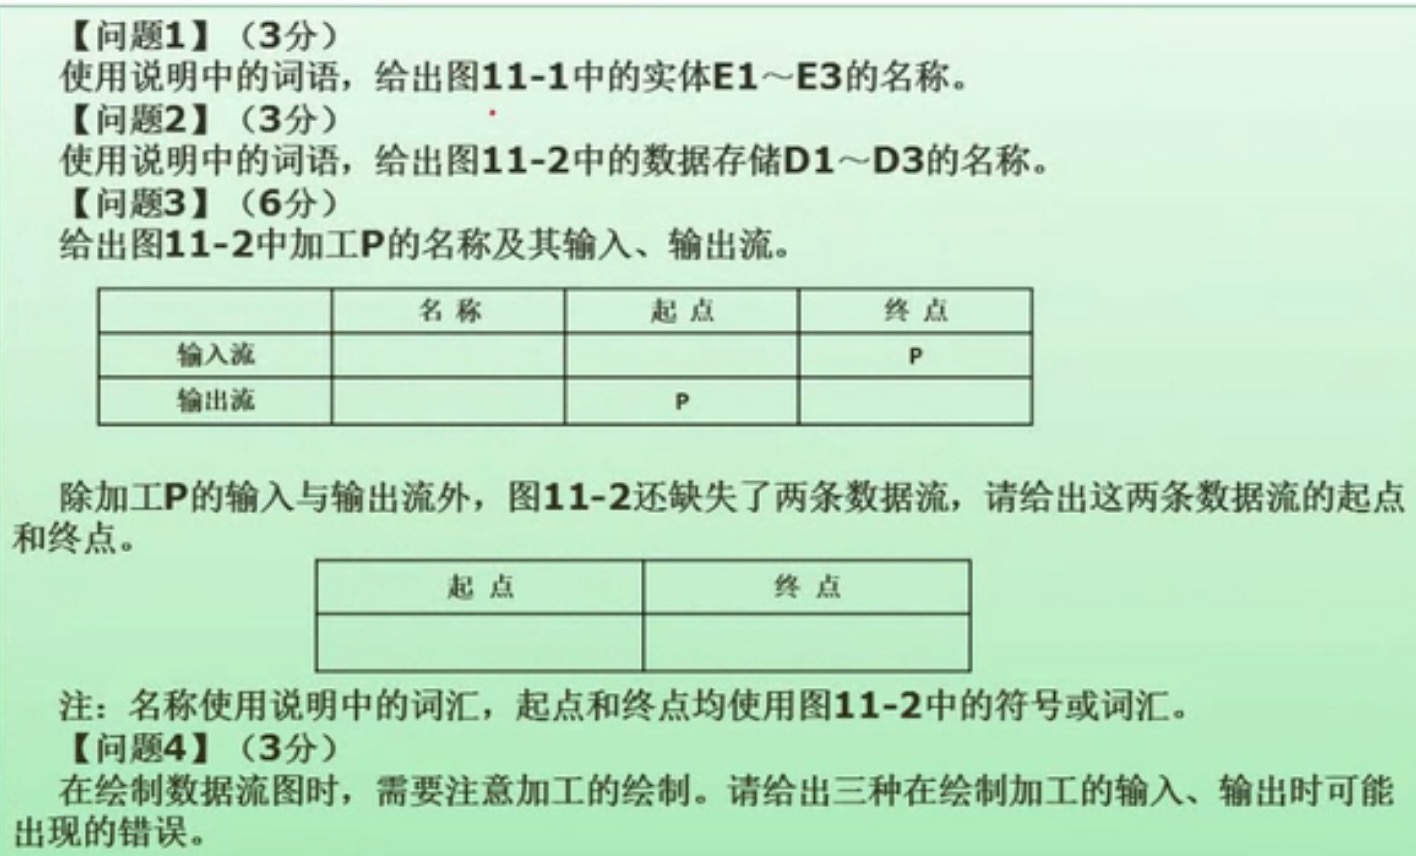 【问题1】（3分）
使用说明中的词语，给出图11-1中的实体E1～E3的名称。
【问题2】（3分）
使用说明中的词语，给出图11-2中的数据存储D1～D3的名称。
【问题3】（6分）
给出图11-2中加工P的名称及其输入、输出流。
名 称 起 点 终 点
输入流 P
输出流 P
除加工P的输入与输出流外，图11-2还缺失了两条数据流，请给出这两条数据流的起点
和终点。
起 点 终 点
注：名称使用说明中的词汇，起点和终点均使用图11-2中的符号或词汇。
【问题4】（3分）
在绘制数据流图时，需要注意加工的绘制。请给出三种在绘制加工的输入、输出时可能
出现的错误。